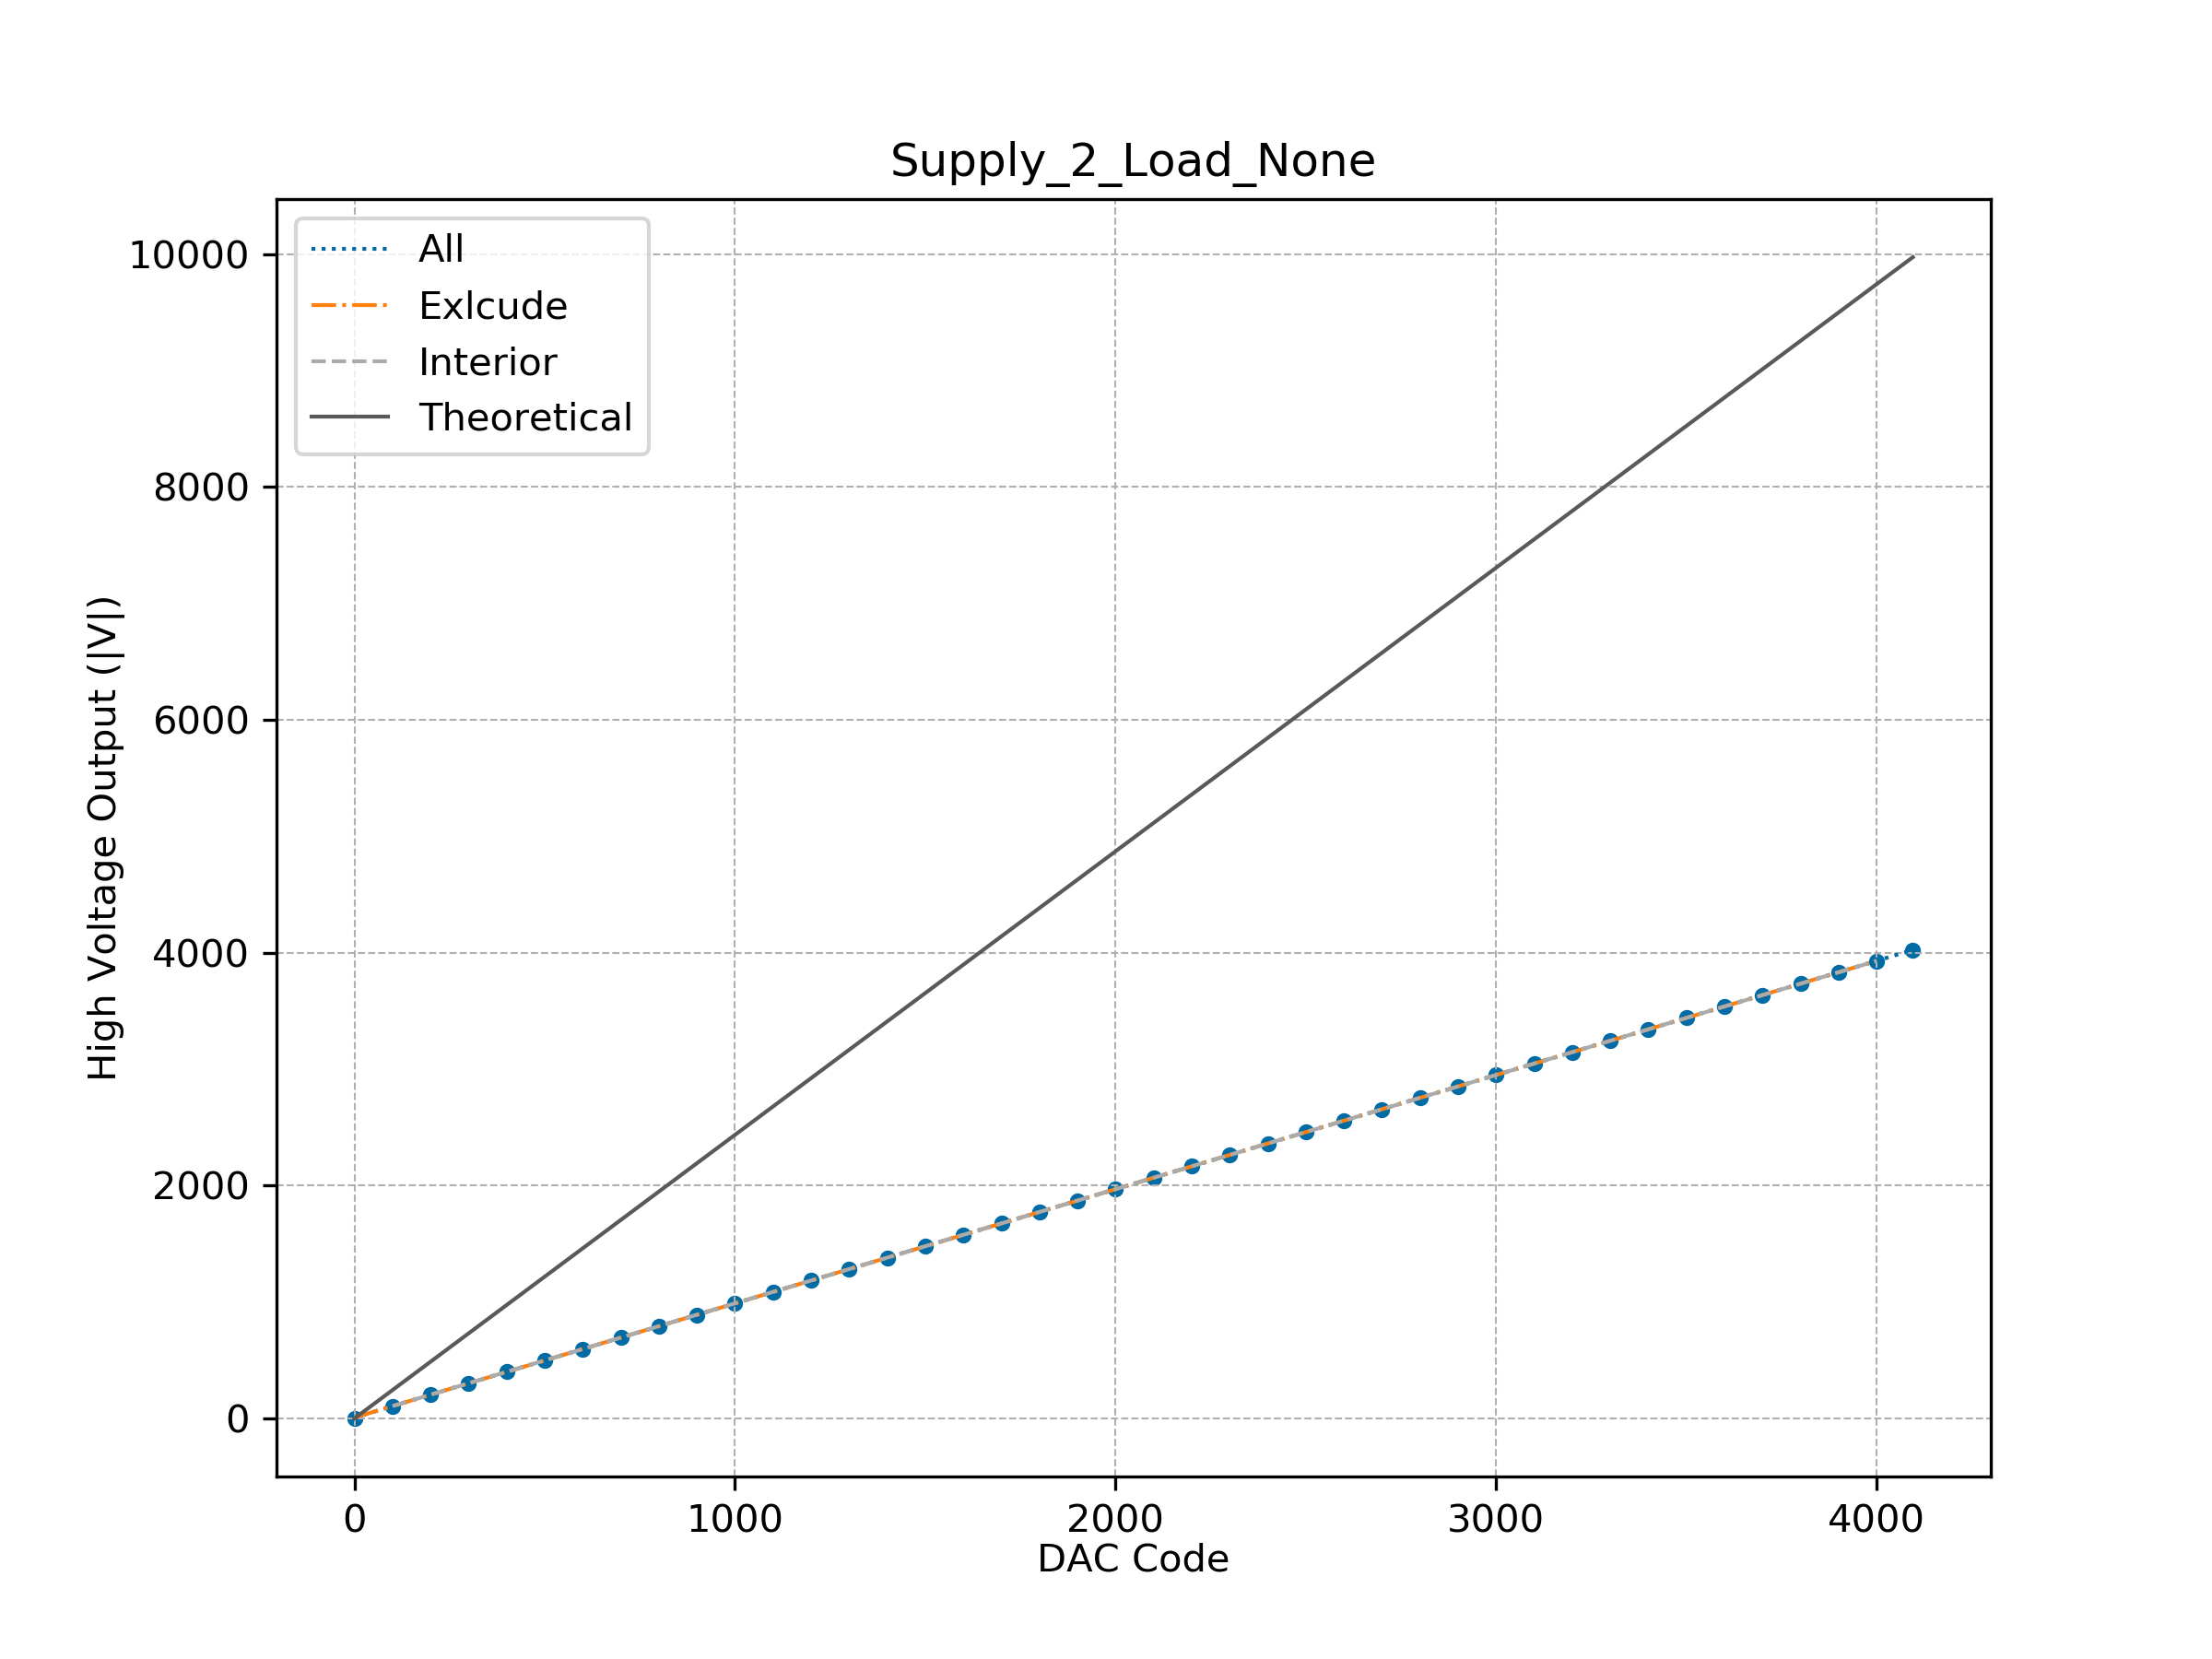 Supply_2_Load_None
All
Exlcude
Interior
Theoretical
10000
8000
6000
4000
2000
0
High Voltage Output (|V|)
0 1000 2000 3000 4000
DAC Code